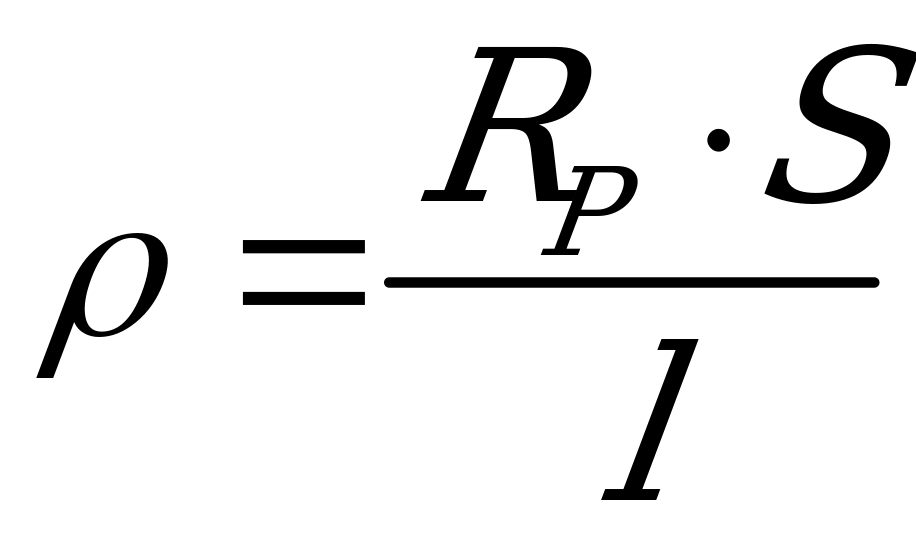 ρ = R_P · S / l